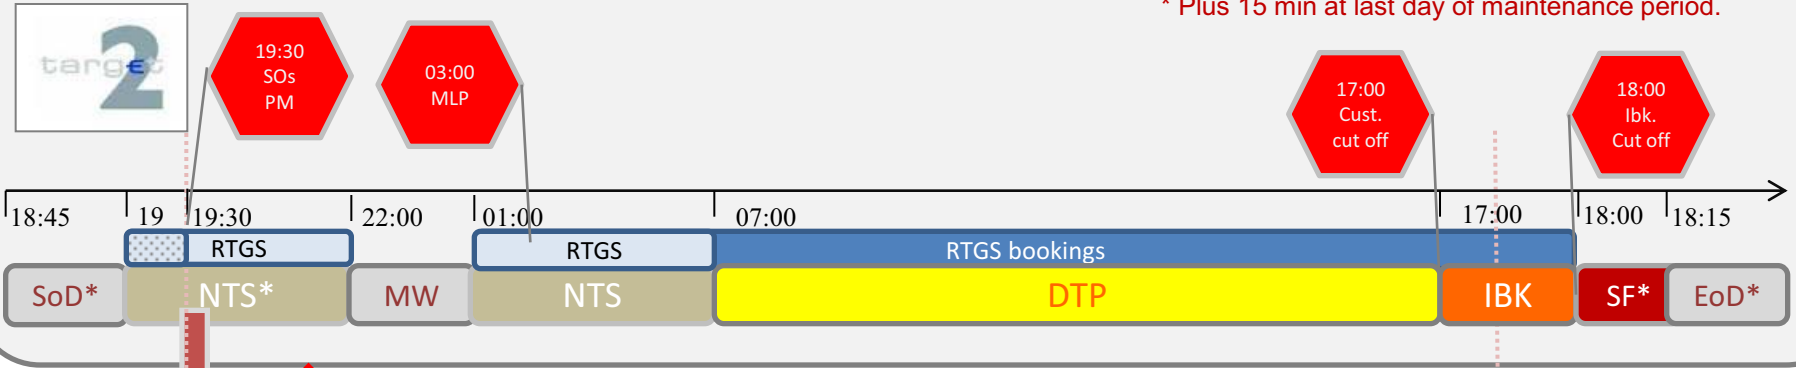 * Plus 15 min at last day of maintenance period.
target
2
19:30
SOs
PM
03:00
MLP
17:00
Cust.
cut off
18:00
Ibk.
Cut off
18:45
19
19:30
22:00
01:00
07:00
17:00
18:00
18:15
RTGS
RTGS
RTGS bookings
SoD*
NTS*
MW
NTS
DTP
IBK
SF*
EoD*